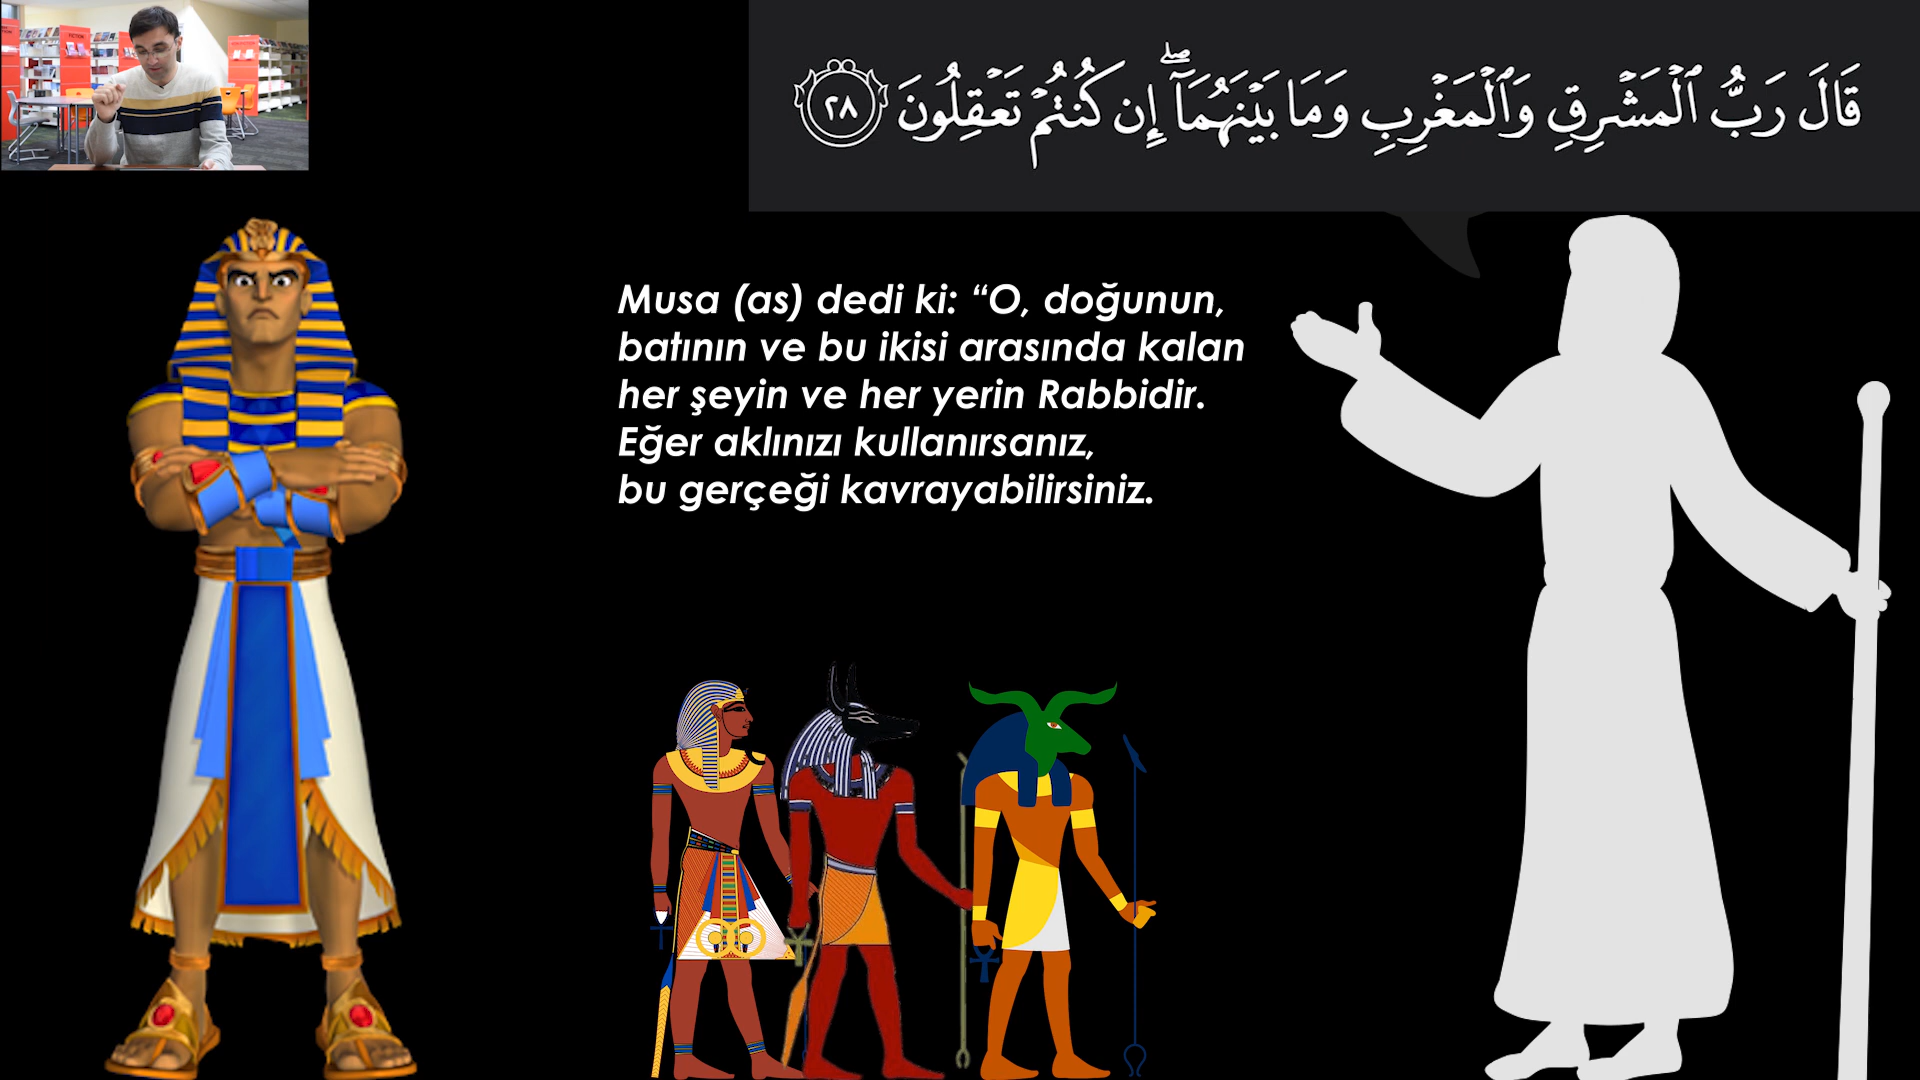 قَالَ رَبُّ ٱلْمَشْرِقِ وَٱلْمَغْرِبِ وَمَا بَيْنَهُمَآ ۖ إِن كُنتُمْ تَعْقِلُونَ ٢٨
Musa (as) dedi ki: “O, doğunun,
batının ve bu ikisi arasında kalan
her şeyin ve her yerin Rabbidir.
Eğer aklınızı kullanırsanız,
bu gerçeği kavrayabilirsiniz.